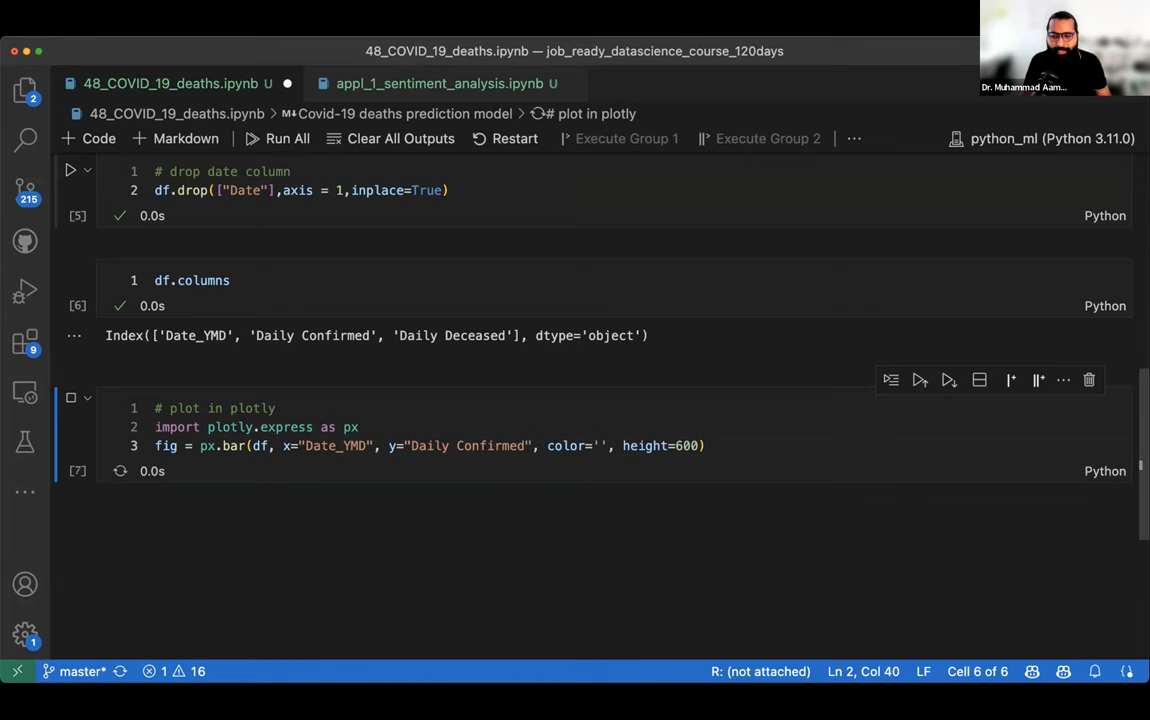 48_COVID_19_deaths.ipynb — job_ready_datascience_course_120days
Dr. Muhammad Aam...
48_COVID_19_deaths.ipynb U
appl_1_sentiment_analysis.ipynb U
48_COVID_19_deaths.ipynb > M↓Covid-19 deaths prediction model > # plot in plotly
+ Code + Markdown Run All Clear All Outputs Restart Execute Group 1 Execute Group 2 ... python_ml (Python 3.11.0)
2
215
9
1
1 # drop date column
2 df.drop(["Date"],axis = 1,inplace=True)
[5] 0.0s Python
1 df.columns
[6] 0.0s Python
... Index(['Date_YMD', 'Daily Confirmed', 'Daily Deceased'], dtype='object')
1 # plot in plotly
2 import plotly.express as px
3 fig = px.bar(df, x="Date_YMD", y="Daily Confirmed", color='', height=600)
[7] 0.0s Python
master* 1 16 R: (not attached) Ln 2, Col 40 LF Cell 6 of 6